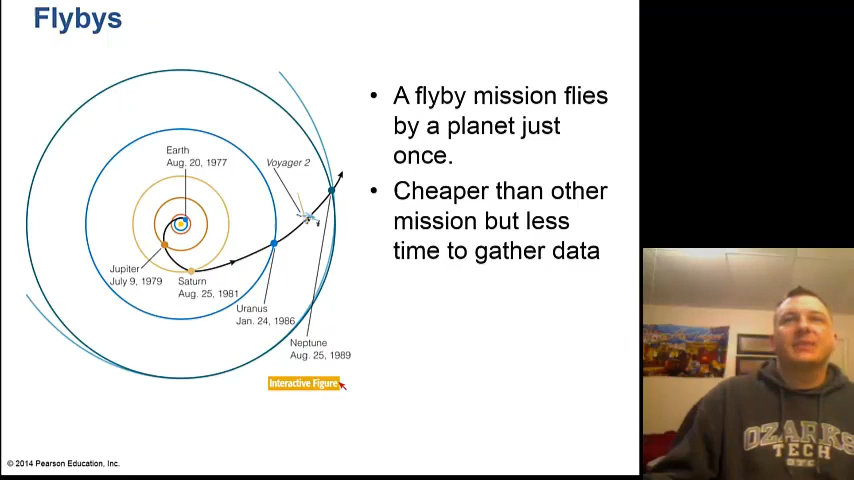 Flybys
Earth
Aug. 20, 1977
Voyager 2
Jupiter
July 9, 1979
Saturn
Aug. 25, 1981
Uranus
Jan. 24, 1986
Neptune
Aug. 25, 1989
Interactive Figure
• A flyby mission flies
by a planet just
once.
• Cheaper than other
mission but less
time to gather data
© 2014 Pearson Education, Inc.
OZARKS
TECH